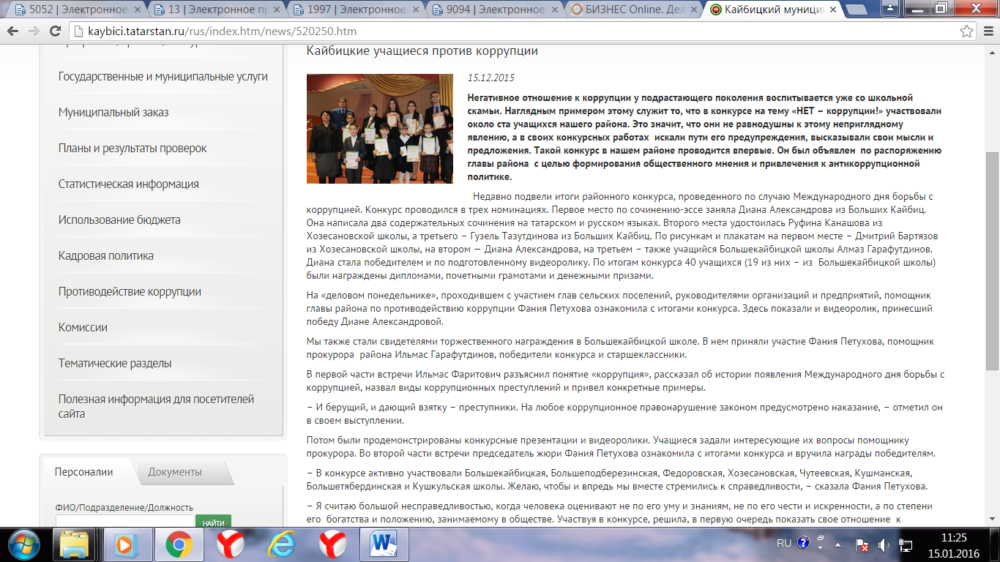 5052 | Электронное
13 | Электронное пр
1997 | Электронное
9094 | Электронное
БИЗНЕС Online. Дел
Кайбицкий муници
kaybici.tatarstan.ru/rus/index.htm/news/520250.htm
Государственные и муниципальные услуги
Муниципальный заказ
Планы и результаты проверок
Статистическая информация
Использование бюджета
Кадровая политика
Противодействие коррупции
Комиссии
Тематические разделы
Полезная информация для посетителей
сайта
Персоналии
Документы
ФИО/Подразделение/Должность
НАЙТИ
Кайбицкие учащиеся против коррупции
15.12.2015
Негативное отношение к коррупции у подрастающего поколения воспитывается уже со школьной
скамьи. Наглядным примером этому служит то, что в конкурсе на тему «НЕТ – коррупции!» участвовали
около ста учащихся нашего района. Это значит, что они не равнодушны к этому неприглядному
явлению, а в своих конкурсных работах искали пути его предупреждения, высказывали свои мысли и
предложения. Такой конкурс в нашем районе проводится впервые. Он был объявлен по распоряжению
главы района с целью формирования общественного мнения и привлечения к антикоррупционной
политике.
Недавно подвели итоги районного конкурса, проведенного по случаю Международного дня борьбы с
коррупцией. Конкурс проводился в трех номинациях. Первое место по сочинению-эссе заняла Диана Александрова из Больших Кайбиц.
Она написала два содержательных сочинения на татарском и русском языках. Второго места удостоилась Руфина Канашова из
Хозесановской школы, а третьего – Гузель Тазутдинова из Больших Кайбиц. По рисункам и плакатам на первом месте – Дмитрий Бартязов
из Хозесановской школы, на втором — Диана Александрова, на третьем – также учащийся Большекайбицкой школы Алмаз Гарафутдинов.
Диана стала победителем и по подготовленному видеоролику. По итогам конкурса 40 учащихся (19 из них – из Большекайбицкой школы)
были награждены дипломами, почетными грамотами и денежными призами.
На «деловом понедельнике», проходившем с участием глав сельских поселений, руководителями организаций и предприятий, помощник
главы района по противодействию коррупции Фания Петухова ознакомила с итогами конкурса. Здесь показали и видеоролик, принесший
победу Диане Александровой.
Мы также стали свидетелями торжественного награждения в Большекайбицкой школе. В нем приняли участие Фания Петухова, помощник
прокурора района Ильмас Гарафутдинов, победители конкурса и старшеклассники.
В первой части встречи Ильмас Фаритович разъяснил понятие «коррупция», рассказал об истории появления Международного дня борьбы с
коррупцией, назвал виды коррупционных преступлений и привел конкретные примеры.
– И берущий, и дающий взятку – преступники. На любое коррупционное правонарушение законом предусмотрено наказание, – отметил он
в своем выступлении.
Потом были продемонстрированы конкурсные презентации и видеоролики. Учащиеся задали интересующие их вопросы помощнику
прокурора. Во второй части встречи председатель жюри Фания Петухова ознакомила с итогами конкурса и вручила награды победителям.
– В конкурсе активно участвовали Большекайбицкая, Большеподберезинская, Федоровская, Хозесановская, Чутеевская, Кушманская,
Большетябердинская и Кушкульская школы. Желаю, чтобы и впредь мы вместе стремились к справедливости, – сказала Фания Петухова.
– Я считаю большой несправедливостью, когда человека оценивают не по его уму и знаниям, не по его чести и искренности, а по степени
его богатства и положению, занимаемому в обществе. Участвуя в конкурсе, решила, в первую очередь показать свое отношение к
RU
11:25
15.01.2016